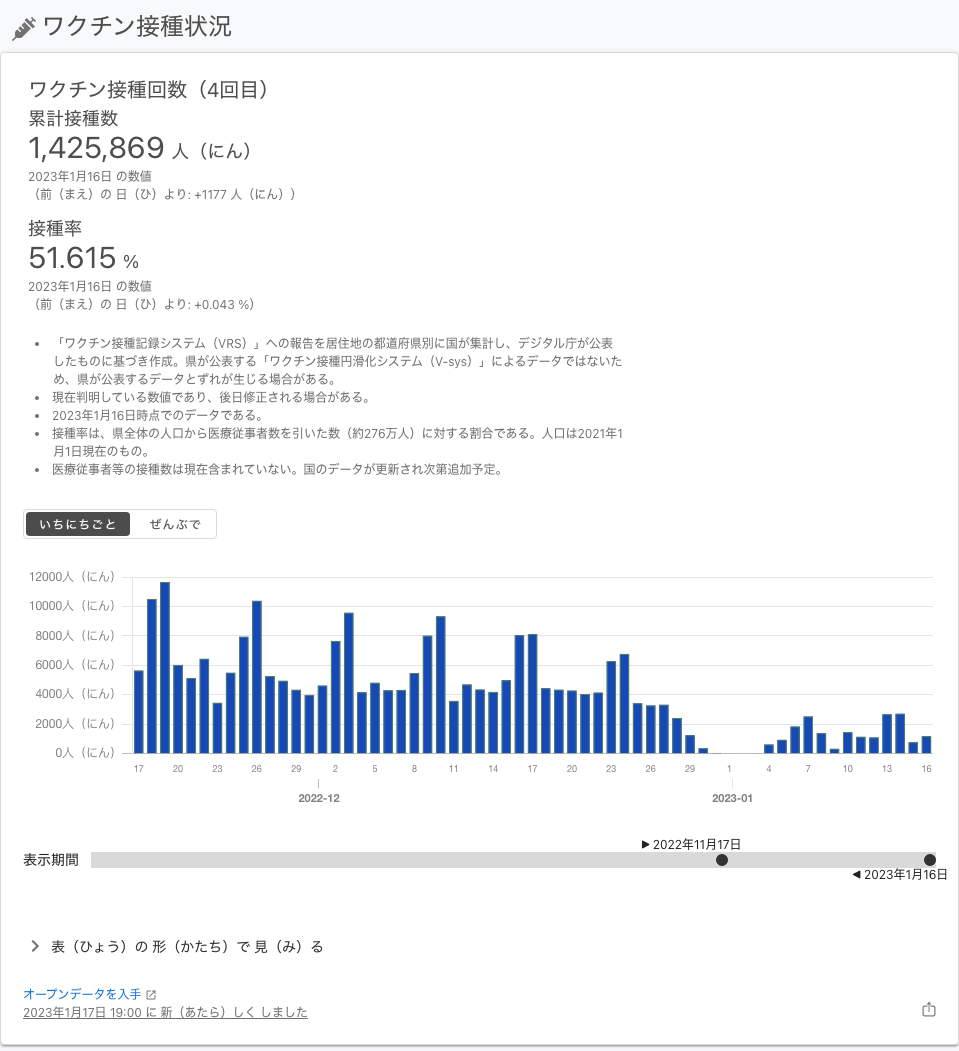 ワクチン接種状況
ワクチン接種回数（4回目）
累計接種数
1,425,869 人（にん）
2023年1月16日 の数値
（前（まえ）の 日（ひ）より: +1177 人（にん））
接種率
51.615 %
2023年1月16日 の数値
（前（まえ）の 日（ひ）より: +0.043 %）
• 「ワクチン接種記録システム（VRS）」への報告を居住地の都道府県別に国が集計し、デジタル庁が公表
したものに基づき作成。県が公表する「ワクチン接種円滑化システム（V-sys）」によるデータではないた
め、県が公表するデータとずれが生じる場合がある。
• 現在判明している数値であり、後日修正される場合がある。
• 2023年1月16日時点でのデータである。
• 接種率は、県全体の人口から医療従事者数を引いた数（約276万人）に対する割合である。人口は2021年1
月1日現在のもの。
• 医療従事者等の接種数は現在含まれていない。国のデータが更新され次第追加予定。
いちにちごと ぜんぶで
12000人（にん）
10000人（にん）
8000人（にん）
6000人（にん）
4000人（にん）
2000人（にん）
0人（にん）
17 20 23 26 29 2 5 8 11 14 17 20 23 26 29 1 4 7 10 13 16
2022-12 2023-01
▶ 2022年11月17日
表示期間
◀ 2023年1月16日
表（ひょう）の 形（かたち）で 見（み）る
オープンデータを入手
2023年1月17日 19:00 に 新（あたら）しく しました